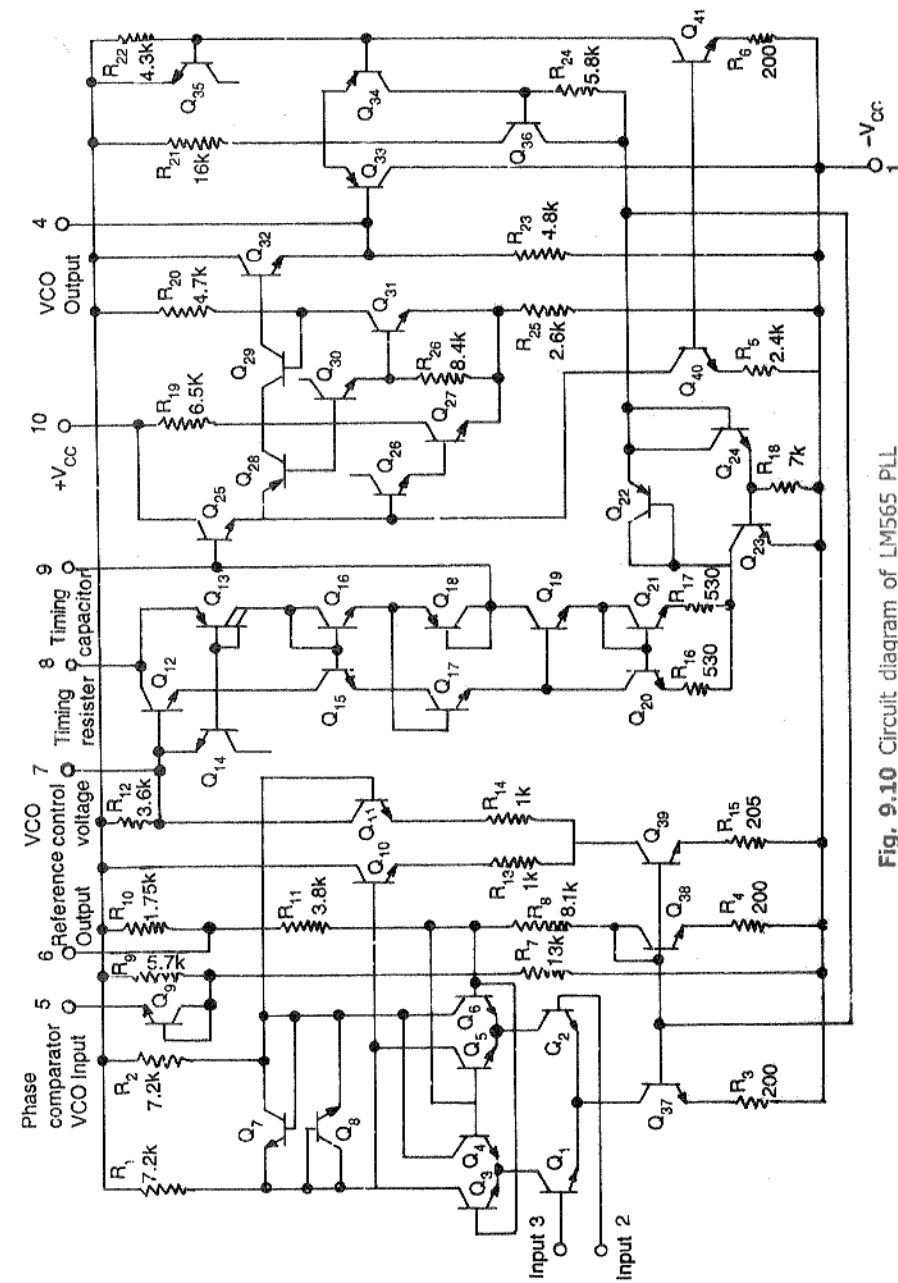 Phase
comparator
VCO Input
5
6
Reference
Output
VCO
control
voltage
7
Timing
resister
8
Timing
capacitor
9
+V_CC
10
VCO
Output
4
R1
7.2k
R2
7.2k
Q9
R9
5.7k
R10
1.75k
R12
3.6k
R19
6.5K
R20
4.7k
R21
16k
R22
4.3k
Q35
Q12
Q13
Q14
Q25
Q28
Q29
Q32
Q33
Q34
Q7
Q8
R11
3.8k
Q11
Q10
Q15
Q16
Q26
Q30
Q27
Q31
R26
8.4k
R24
5.8k
Q36
Q4
Q3
Q5
Q6
R8
8.1k
R13
1k
R14
1k
Q17
Q18
Q19
R25
2.6k
R23
4.8k
Q1
Q2
R7
13k
Q20
Q21
Q22
Q24
Q40
Q41
Q37
Q38
Q39
R16
530
R17
530
Q23
R18
7k
R5
2.4k
R6
200
R3
200
R4
200
R15
205
Input 3
Input 2
-V_CC
1
Fig. 9.10 Circuit diagram of LM565 PLL